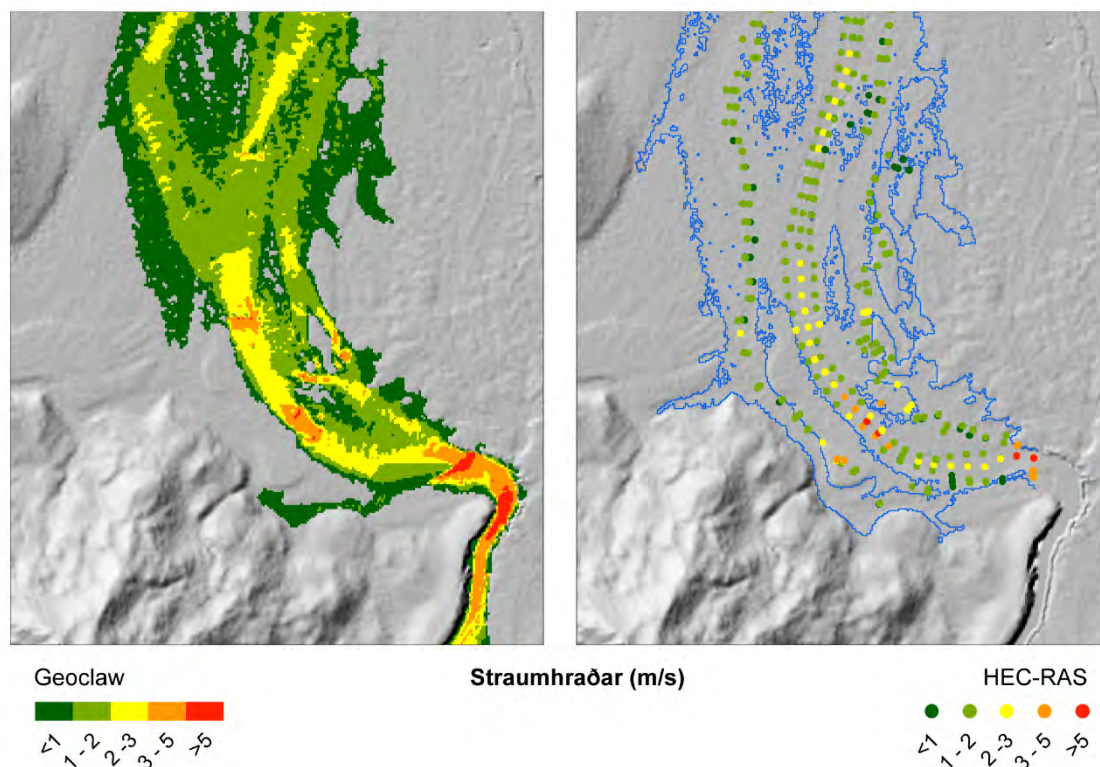 Geoclaw
Straumhraðar (m/s)
HEC-RAS
<1
1 - 2
2 -3
3 - 5
>5
<1
1 - 2
2 -3
3 - 5
>5